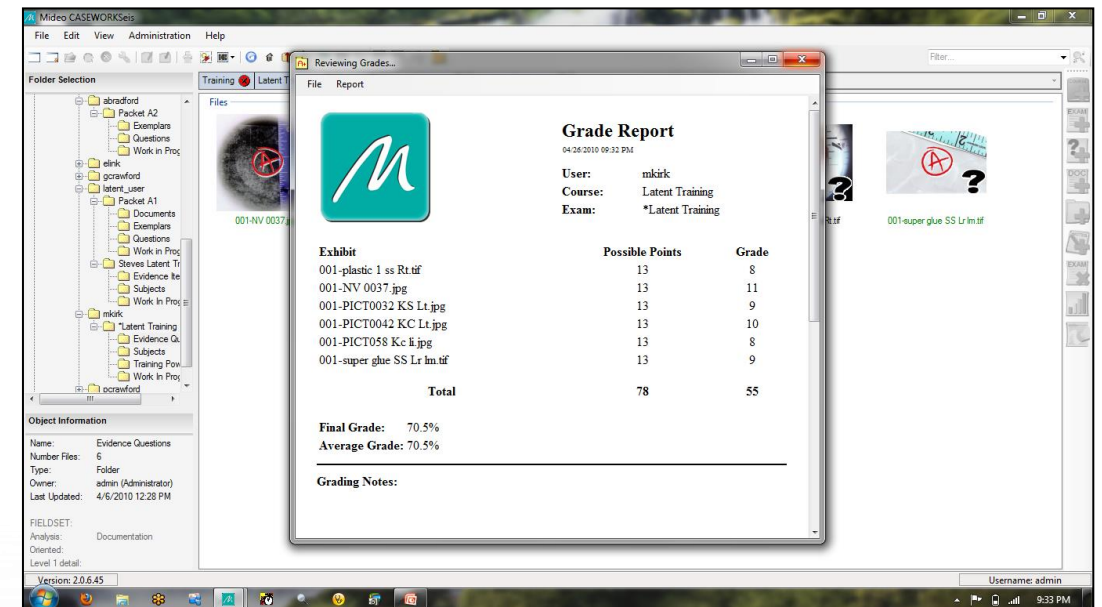 Mideo CASEWORKSeis
File Edit View Administration Help
Filter...
Folder Selection
Training Latent T
abradford
Packet A2
Exemplars
Questions
Work in Prog
elink
gcrawford
latent_user
Packet A1
Documents
Exemplars
Questions
Work in Prog
Steves Latent Tr
Evidence Ite
Subjects
Work In Prog
mkirk
*Latent Training
Evidence Qu
Subjects
Training Pow
Work In Prog
pcrawford
Object Information
Name: Evidence Questions
Number Files: 6
Type: Folder
Owner: admin (Administrator)
Last Updated: 4/6/2010 12:28 PM
FIELDSET:
Analysis: Documentation
Oriented:
Level 1 detail:
Files
001-NV 0037.j
Rt.tif
001-super glue SS Lr lm.tif
Reviewing Grades...
File Report
Grade Report
04/26/2010 09:32 PM
User: mkirk
Course: Latent Training
Exam: *Latent Training
Exhibit Possible Points Grade
001-plastic 1 ss Rt.tif 13 8
001-NV 0037.jpg 13 11
001-PICT0032 KS Lt.jpg 13 9
001-PICT0042 KC Lt.jpg 13 10
001-PICT058 Kc li.jpg 13 8
001-super glue SS Lr lm.tif 13 9
Total 78 55
Final Grade: 70.5%
Average Grade: 70.5%
Grading Notes:
EXAM
DOC
EXAM
Version: 2.0.6.45
Username: admin
9:33 PM